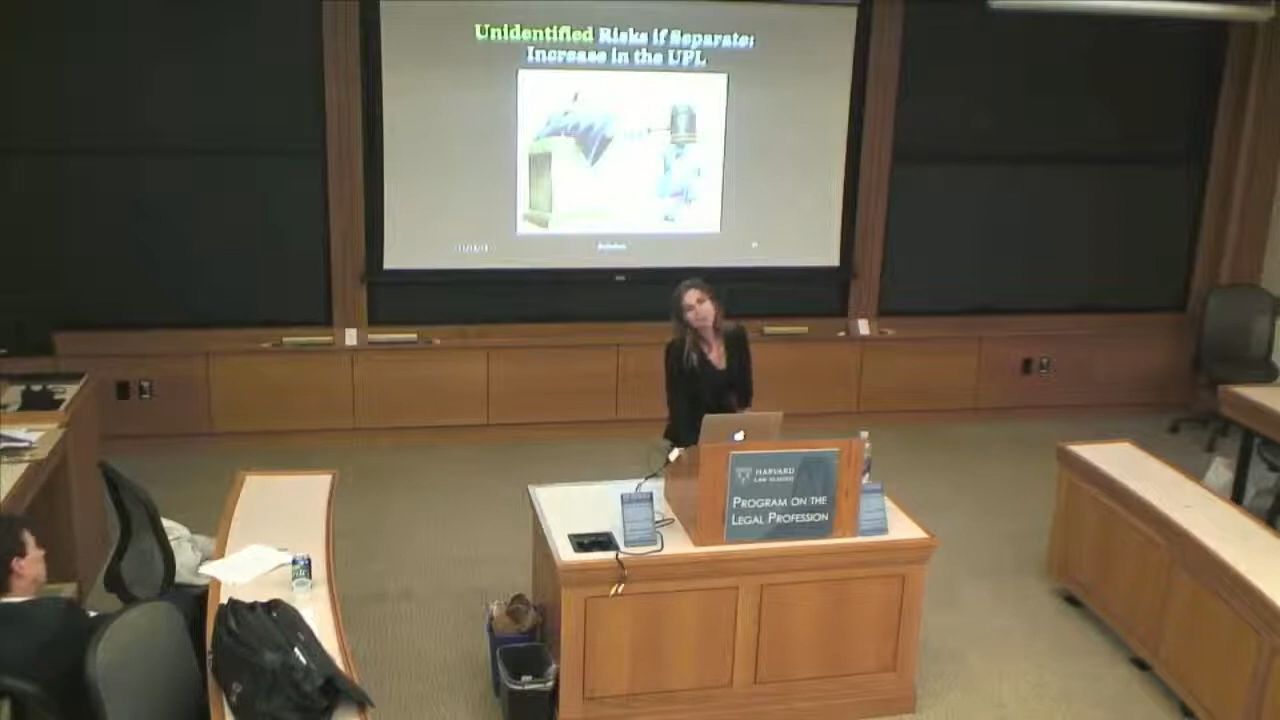 Unidentified Risks if Separate:
Increase in the UPL
HARVARD
LAW SCHOOL
PROGRAM ON THE
LEGAL PROFESSION